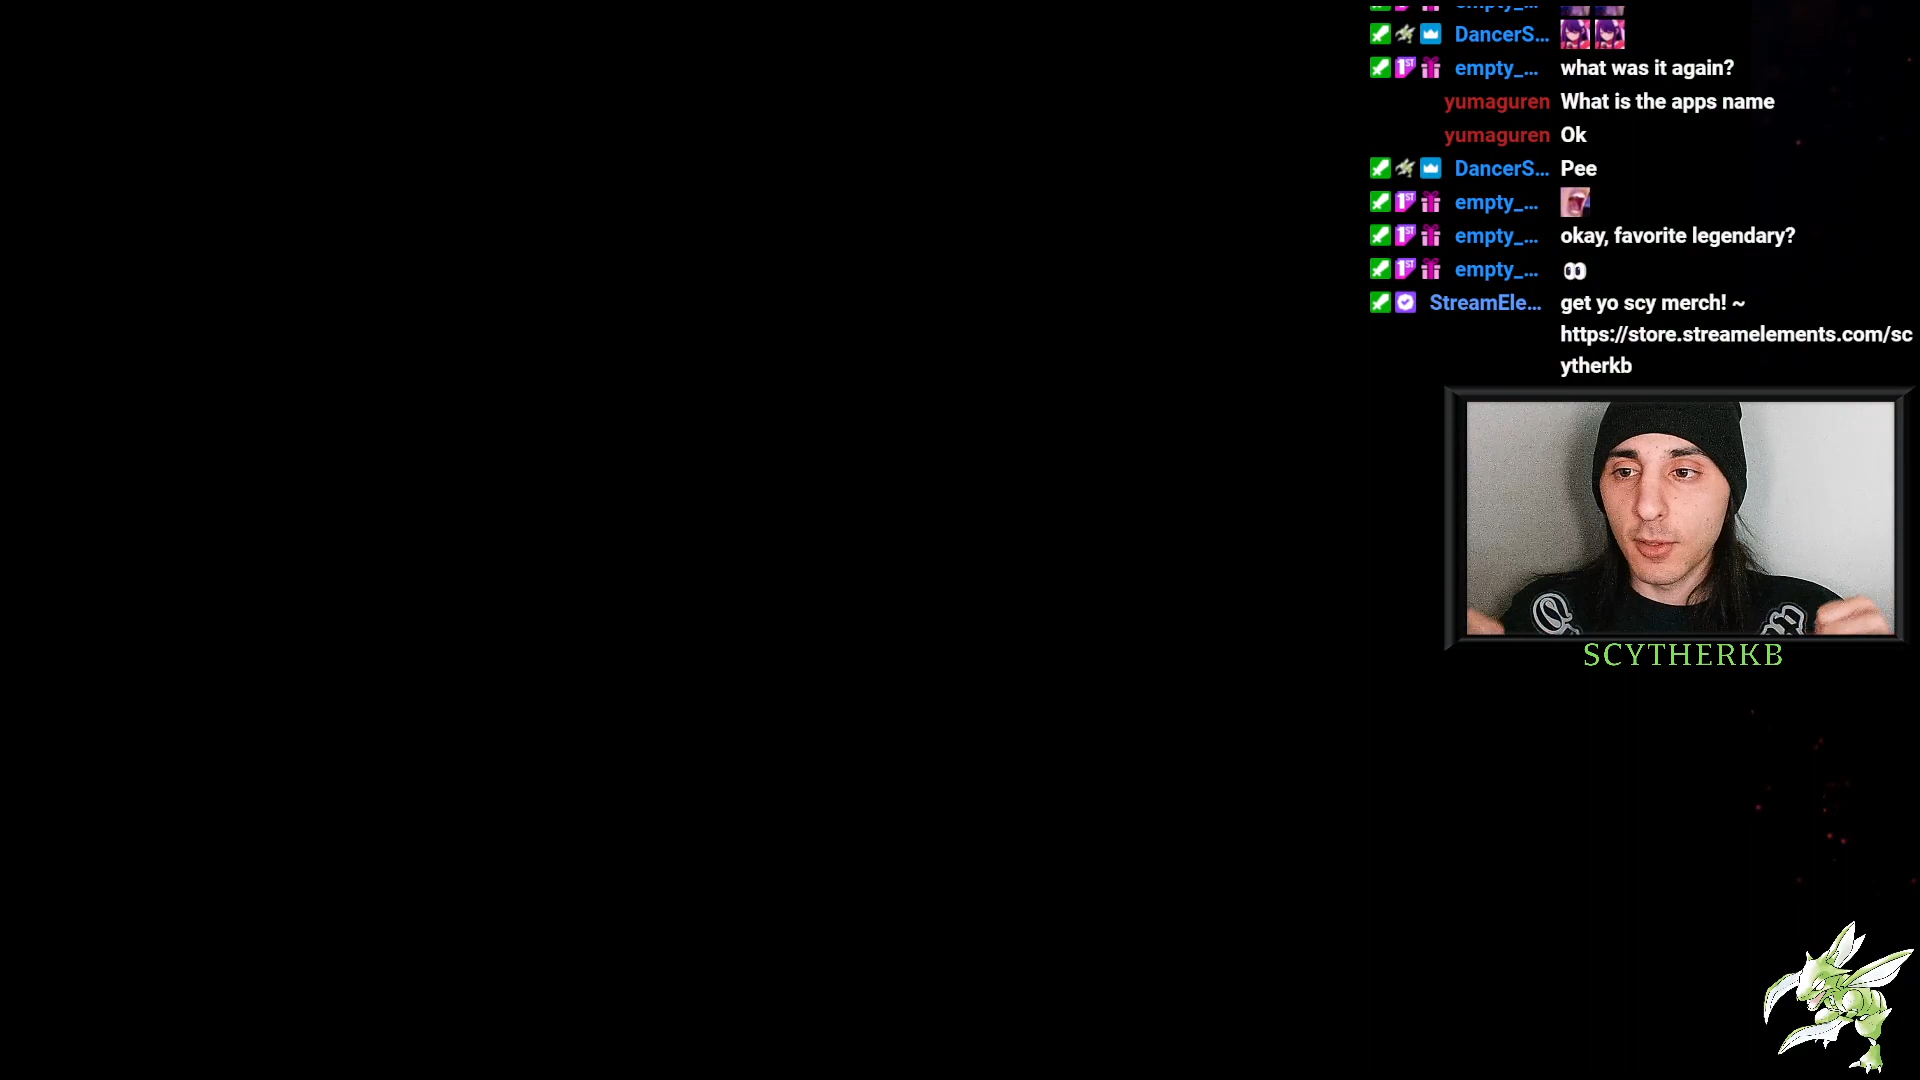 DancerS...
empty_... what was it again?
yumaguren What is the apps name
yumaguren Ok
DancerS... Pee
empty_...
empty_... okay, favorite legendary?
empty_... 👀
StreamEle... get yo scy merch! ~
https://store.streamelements.com/sc
ytherkb
SCYTHERKB